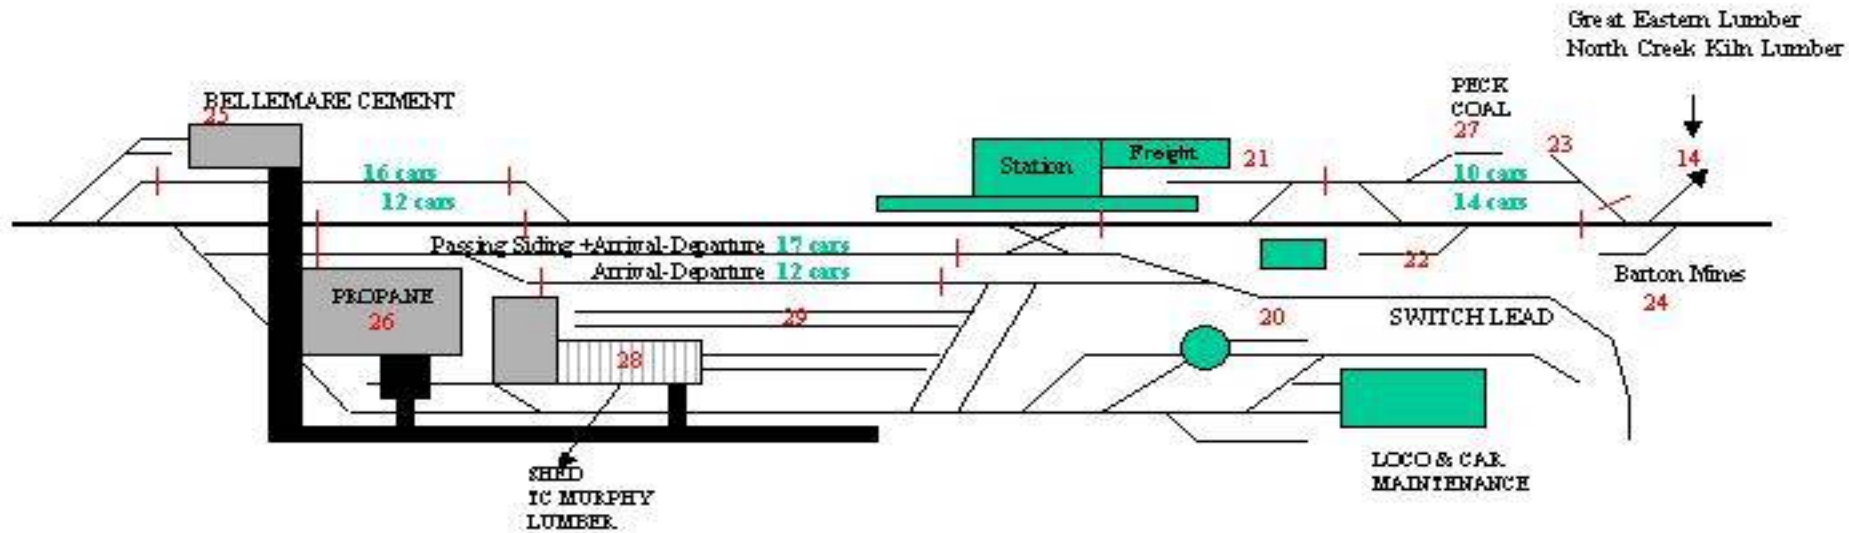 Great Eastern Lumber
North Creek Kiln Lumber
PECK
COAL
BELLEMARE CEMENT
25
27
23
14
16 cars
12 cars
Station
Freight
21
10 cars
14 cars
Passing Siding +Arrival-Departure 17 cars
Arrival-Departure 12 cars
22
Barton Mines
24
PROPANE
26
29
20
SWITCH LEAD
28
SHED
TC MURPHY
LUMBER
LOCO & CAR
MAINTENANCE